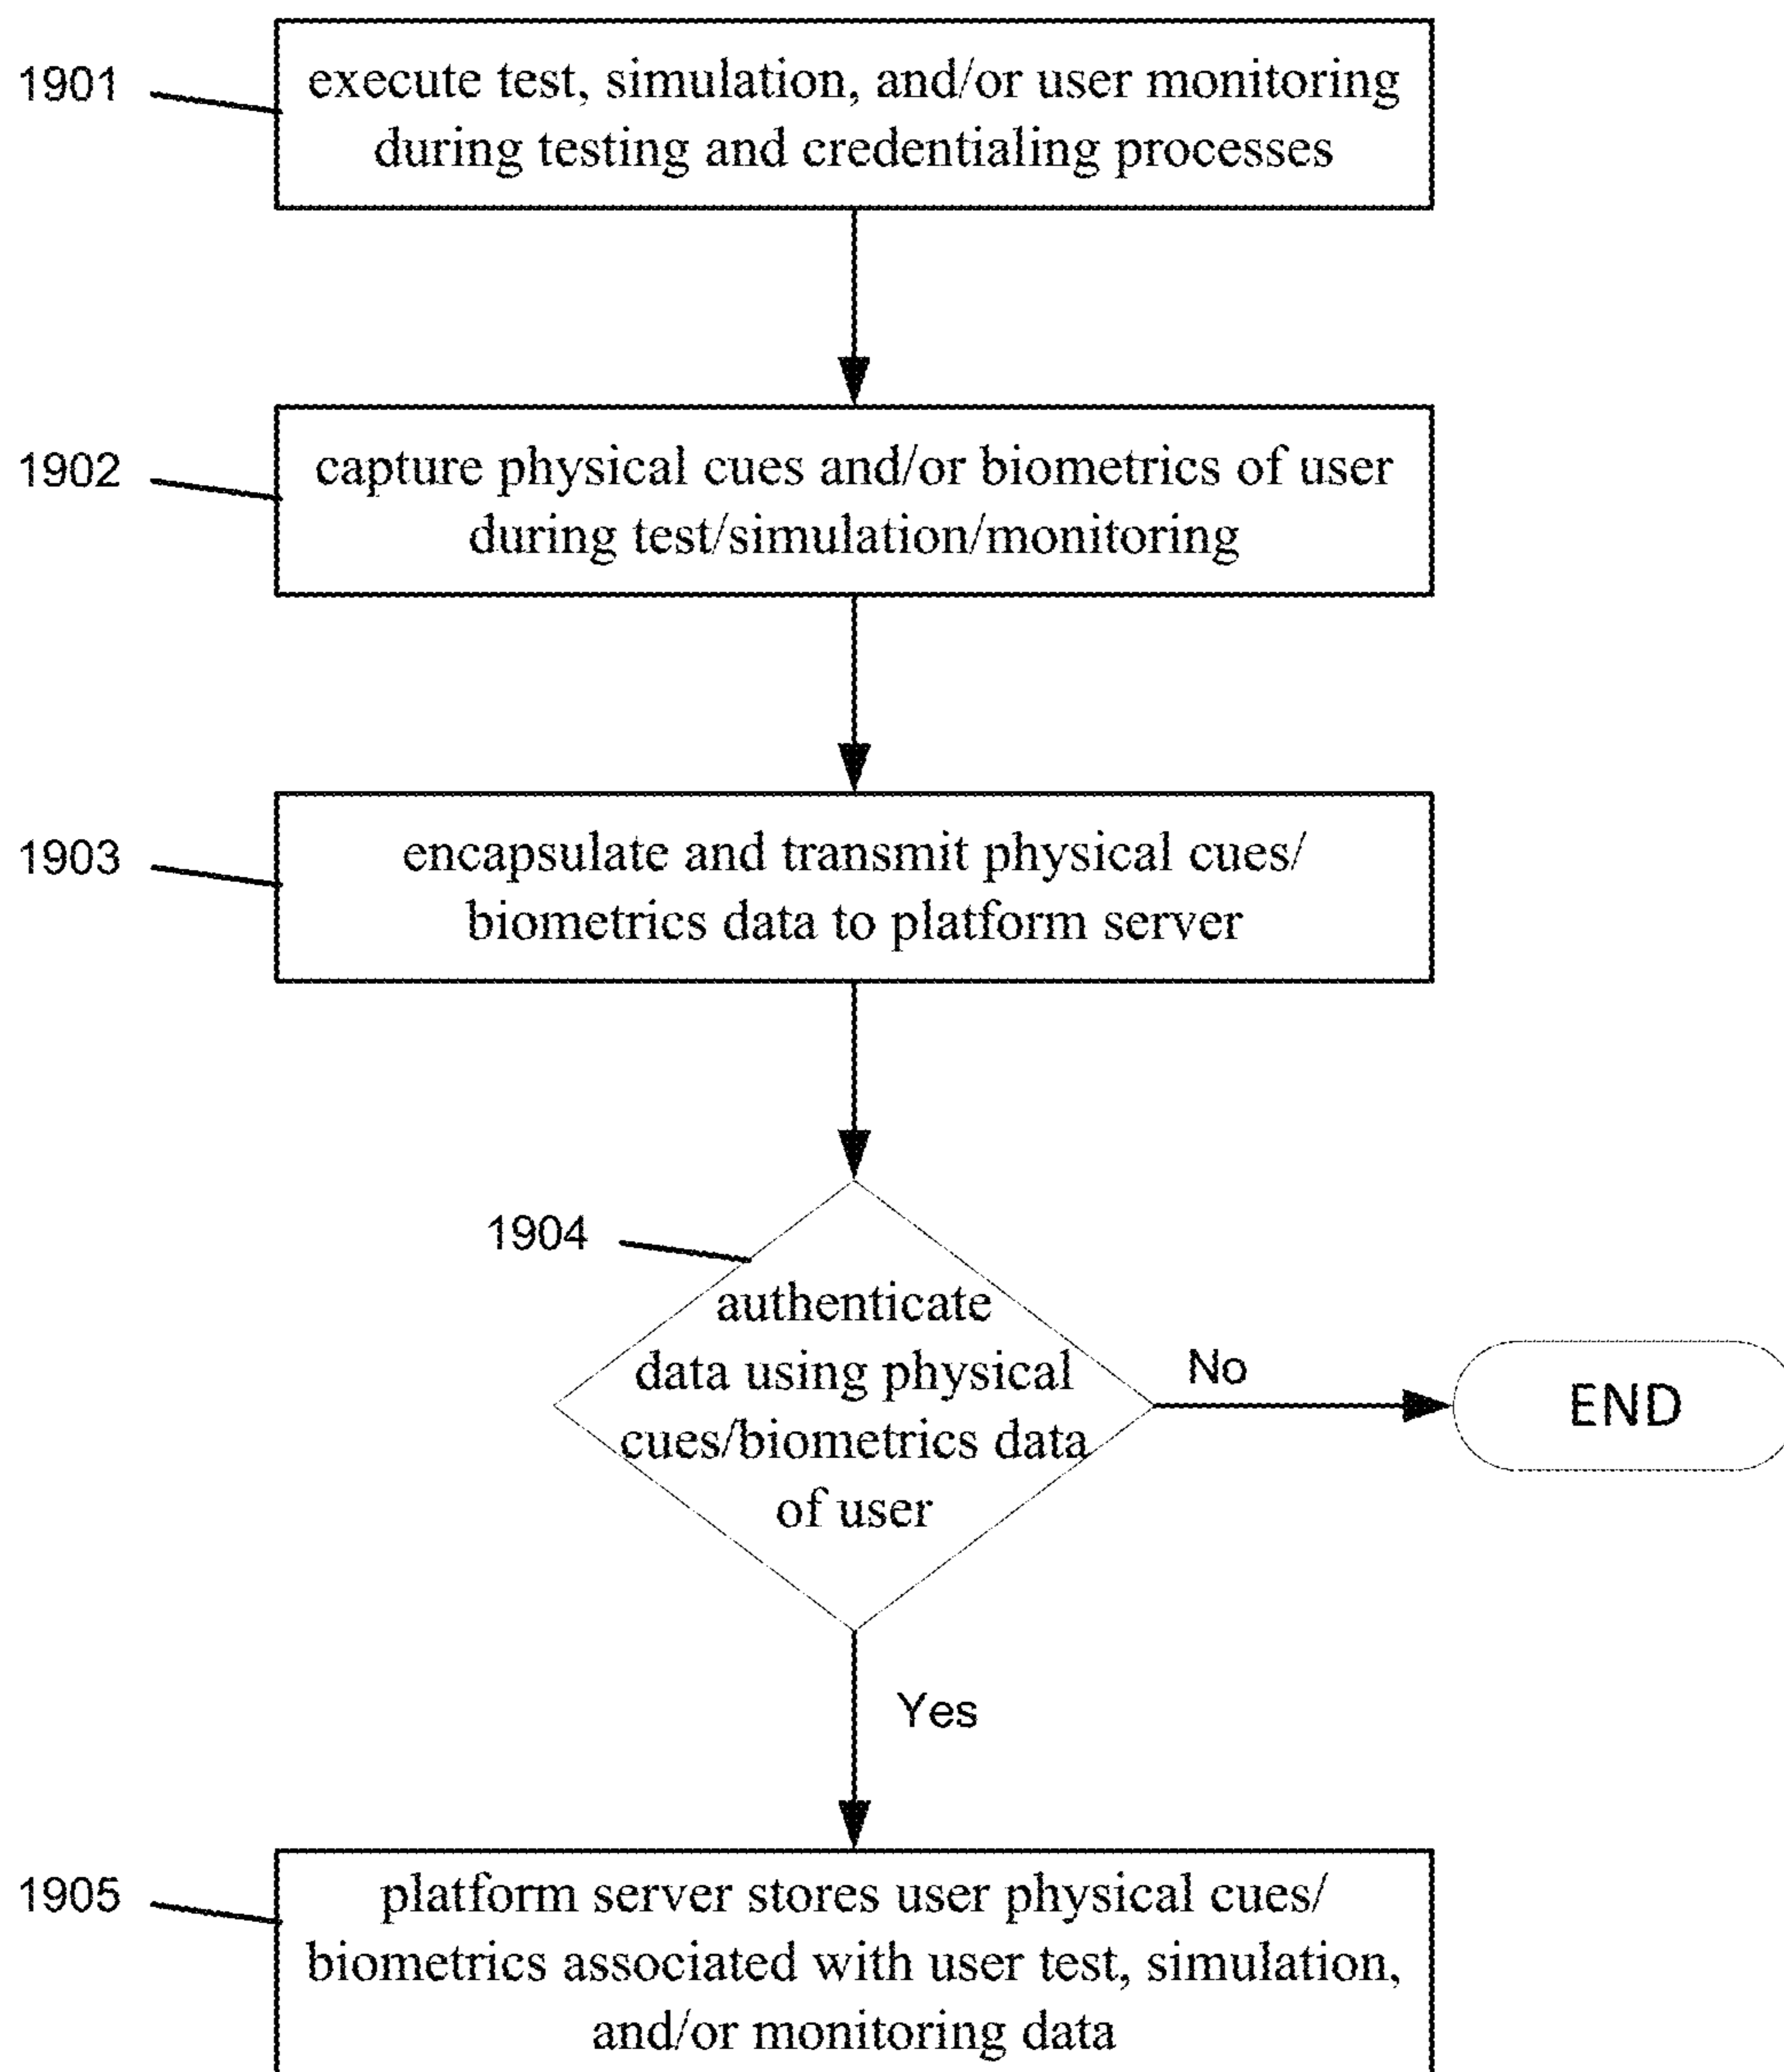 1901
execute test, simulation, and/or user monitoring
during testing and credentialing processes
1902
capture physical cues and/or biometrics of user
during test/simulation/monitoring
1903
encapsulate and transmit physical cues/
biometrics data to platform server
1904
authenticate
data using physical
cues/biometrics data
of user
No
END
Yes
1905
platform server stores user physical cues/
biometrics associated with user test, simulation,
and/or monitoring data